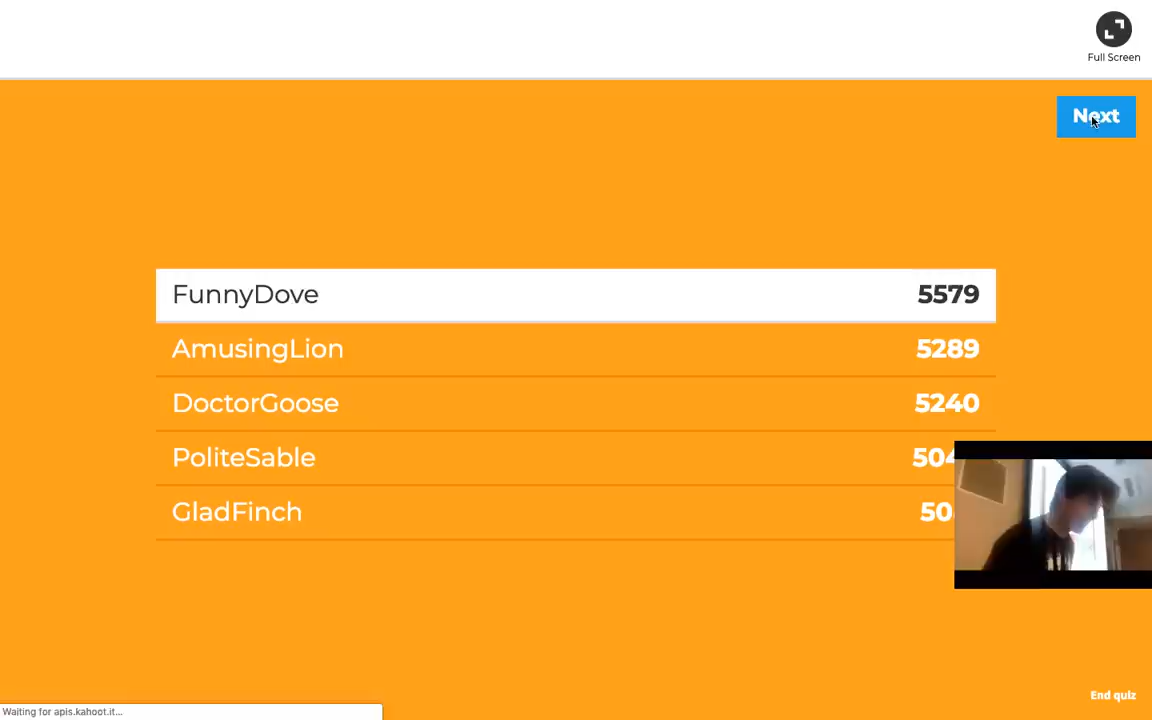 Full Screen
Next
FunnyDove 5579
AmusingLion 5289
DoctorGoose 5240
PoliteSable
GladFinch
End quiz
Waiting for apis.kahoot.it...